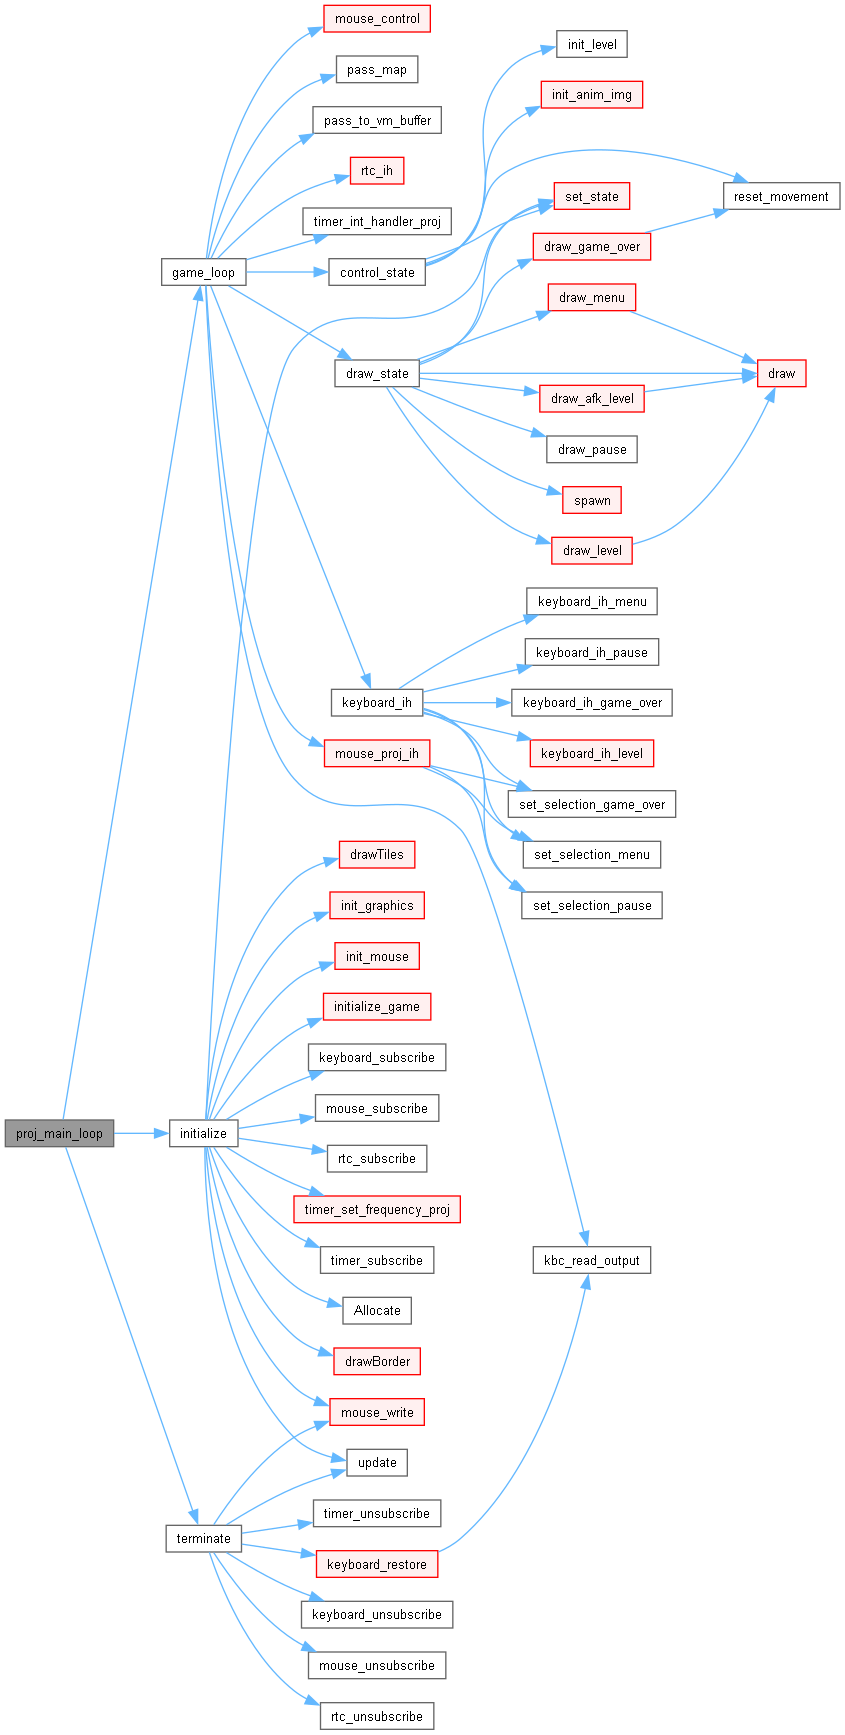 mouse_control
init_level
pass_map
init_anim_img
pass_to_vm_buffer
rtc_ih
set_state
reset_movement
timer_int_handler_proj
draw_game_over
game_loop
control_state
draw_menu
draw_state
draw
draw_afk_level
draw_pause
spawn
draw_level
keyboard_ih_menu
keyboard_ih_pause
keyboard_ih
keyboard_ih_game_over
mouse_proj_ih
keyboard_ih_level
set_selection_game_over
drawTiles
set_selection_menu
init_graphics
set_selection_pause
init_mouse
initialize_game
keyboard_subscribe
mouse_subscribe
proj_main_loop
initialize
rtc_subscribe
timer_set_frequency_proj
timer_subscribe
kbc_read_output
Allocate
drawBorder
mouse_write
update
timer_unsubscribe
terminate
keyboard_restore
keyboard_unsubscribe
mouse_unsubscribe
rtc_unsubscribe